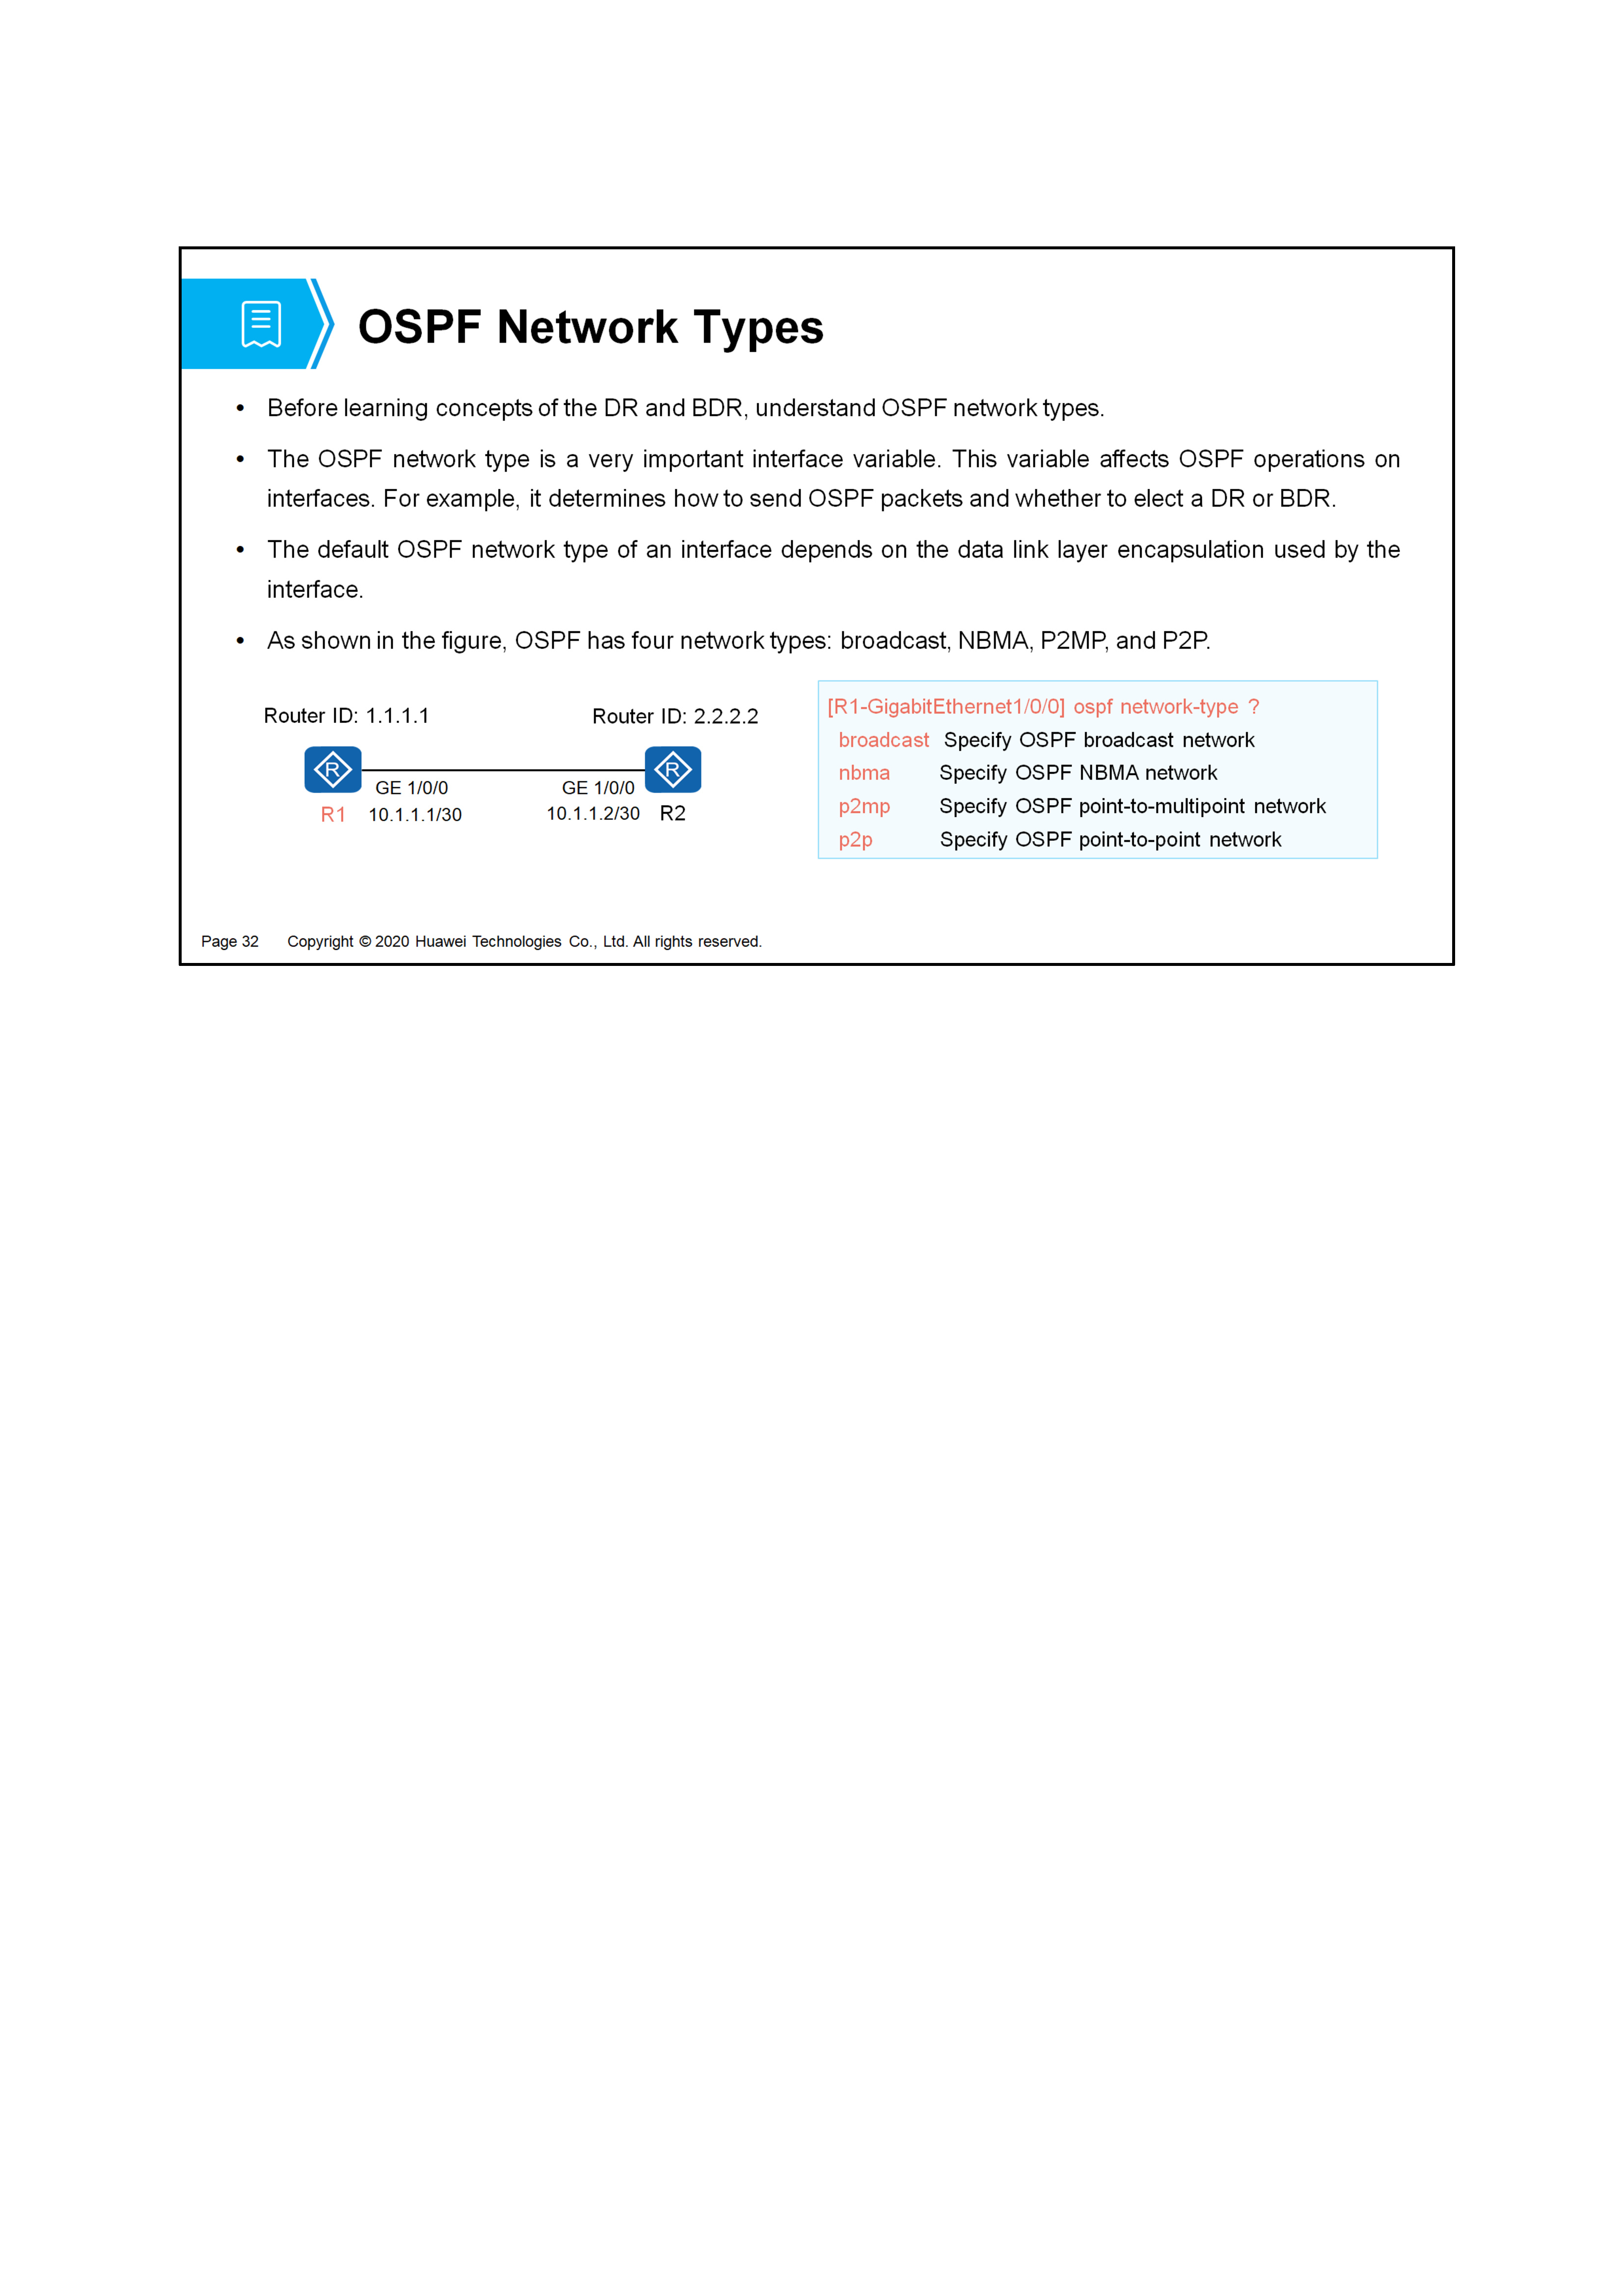 OSPF Network Types
• Before learning concepts of the DR and BDR, understand OSPF network types.
• The OSPF network type is a very important interface variable. This variable affects OSPF operations on
interfaces. For example, it determines how to send OSPF packets and whether to elect a DR or BDR.
• The default OSPF network type of an interface depends on the data link layer encapsulation used by the
interface.
• As shown in the figure, OSPF has four network types: broadcast, NBMA, P2MP, and P2P.
Router ID: 1.1.1.1 Router ID: 2.2.2.2
R R
GE 1/0/0 GE 1/0/0
R1 10.1.1.1/30 10.1.1.2/30 R2
[R1-GigabitEthernet1/0/0] ospf network-type ?
broadcast Specify OSPF broadcast network
nbma Specify OSPF NBMA network
p2mp Specify OSPF point-to-multipoint network
p2p Specify OSPF point-to-point network
Page 32 Copyright © 2020 Huawei Technologies Co., Ltd. All rights reserved.